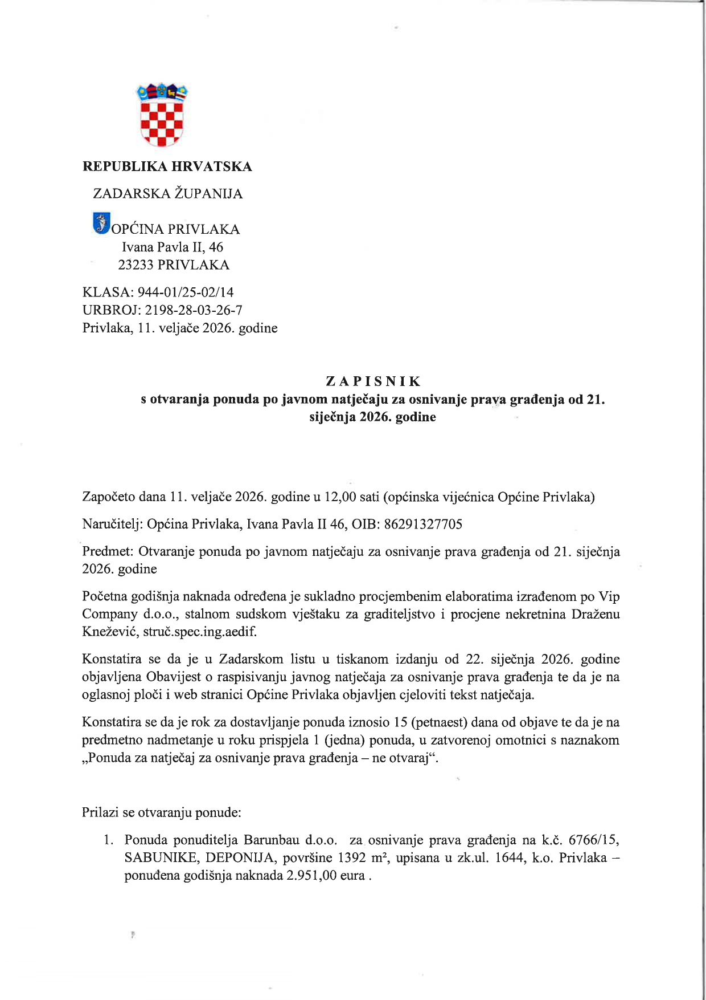 REPUBLIKA HRVATSKA
ZADARSKA ŽUPANIJA
OPĆINA PRIVLAKA
Ivana Pavla II, 46
23233 PRIVLAKA
KLASA: 944-01/25-02/14
URBROJ: 2198-28-03-26-7
Privlaka, 11. veljače 2026. godine
Z A P I S N I K
s otvaranja ponuda po javnom natječaju za osnivanje prava građenja od 21.
siječnja 2026. godine
Započeto dana 11. veljače 2026. godine u 12,00 sati (općinska vijećnica Općine Privlaka)
Naručitelj: Općina Privlaka, Ivana Pavla II 46, OIB: 86291327705
Predmet: Otvaranje ponuda po javnom natječaju za osnivanje prava građenja od 21. siječnja
2026. godine
Početna godišnja naknada određena je sukladno procjembenim elaboratima izrađenom po Vip
Company d.o.o., stalnom sudskom vještaku za graditeljstvo i procjene nekretnina Draženu
Knežević, struč.spec.ing.aedif.
Konstatira se da je u Zadarskom listu u tiskanom izdanju od 22. siječnja 2026. godine
objavljena Obavijest o raspisivanju javnog natječaja za osnivanje prava građenja te da je na
oglasnoj ploči i web stranici Općine Privlaka objavljen cjeloviti tekst natječaja.
Konstatira se da je rok za dostavljanje ponuda iznosio 15 (petnaest) dana od objave te da je na
predmetno nadmetanje u roku prispjela 1 (jedna) ponuda, u zatvorenoj omotnici s naznakom
„Ponuda za natječaj za osnivanje prava građenja – ne otvaraj“.
Prilazi se otvaranju ponude:
1. Ponuda ponuditelja Barunbau d.o.o. za osnivanje prava građenja na k.č. 6766/15,
SABUNIKE, DEPONIJA, površine 1392 m², upisana u zk.ul. 1644, k.o. Privlaka –
ponuđena godišnja naknada 2.951,00 eura .